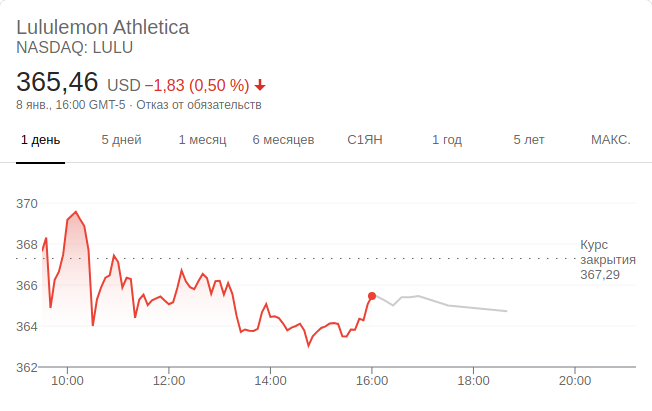 Lululemon Athletica
NASDAQ: LULU
365,46 USD −1,83 (0,50 %)
8 янв., 16:00 GMT-5 · Отказ от обязательств
1 день 5 дней 1 месяц 6 месяцев С1ЯН 1 год 5 лет МАКС.
370
368
366
364
362
Курс
закрытия
367,29
10:00 12:00 14:00 16:00 18:00 20:00